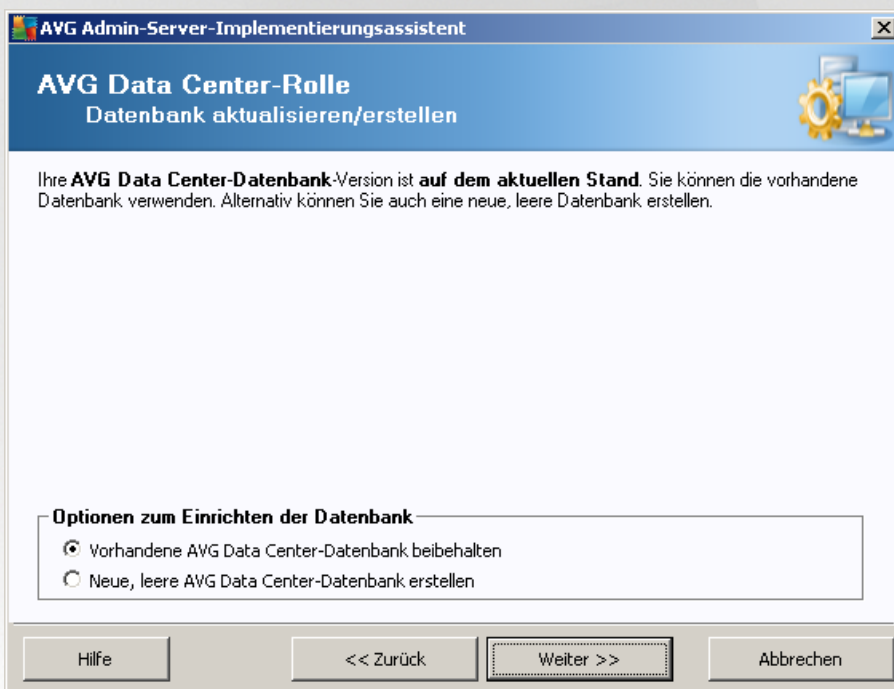 AVG Admin-Server-Implementierungsassistent
AVG Data Center-Rolle
Datenbank aktualisieren/erstellen
Ihre AVG Data Center-Datenbank-Version ist auf dem aktuellen Stand. Sie können die vorhandene
Datenbank verwenden. Alternativ können Sie auch eine neue, leere Datenbank erstellen.
Optionen zum Einrichten der Datenbank
Vorhandene AVG Data Center-Datenbank beibehalten
Neue, leere AVG Data Center-Datenbank erstellen
Hilfe
<< Zurück
Weiter >>
Abbrechen